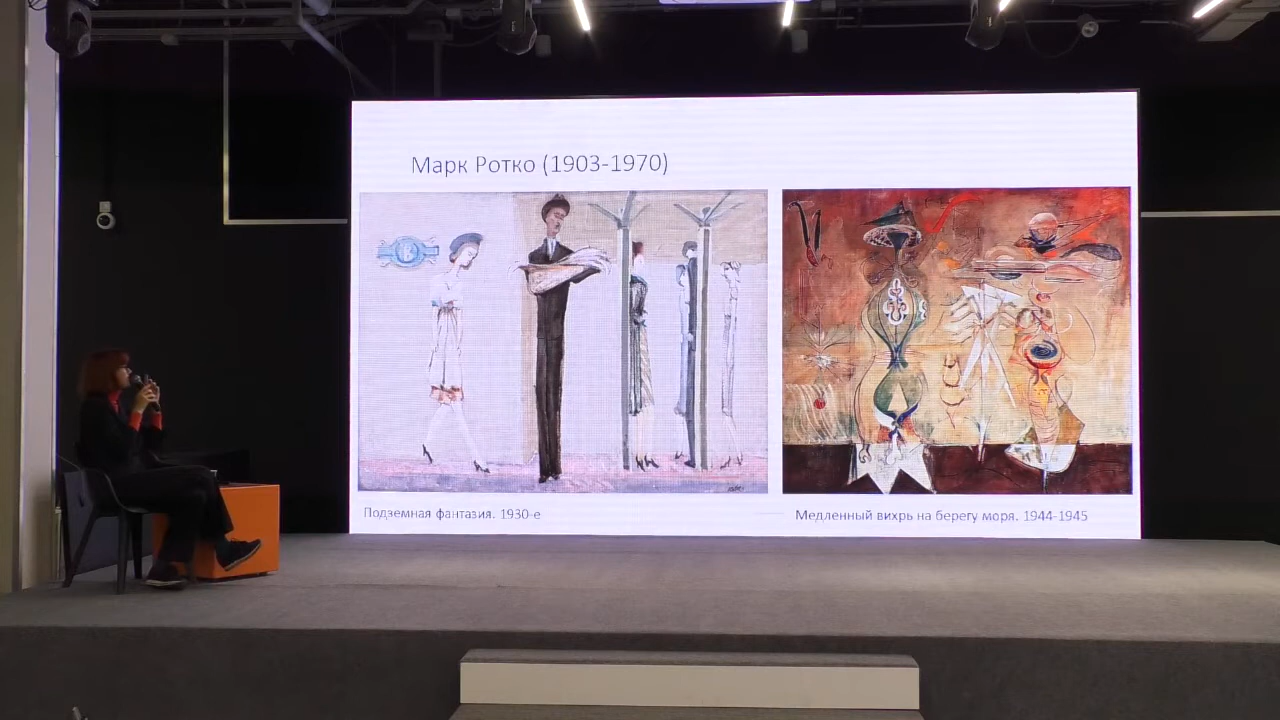 Марк Ротко (1903-1970)
Подземная фантазия. 1930-е
Медленный вихрь на берегу моря. 1944-1945